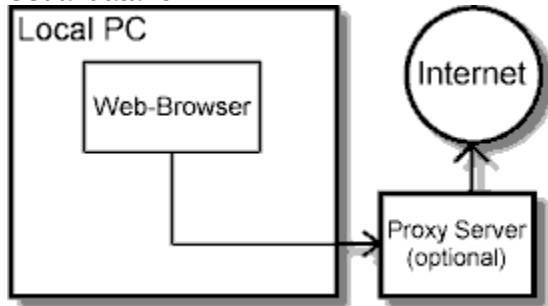 Local PC
Internet
Web-Browser
Proxy Server
(optional)